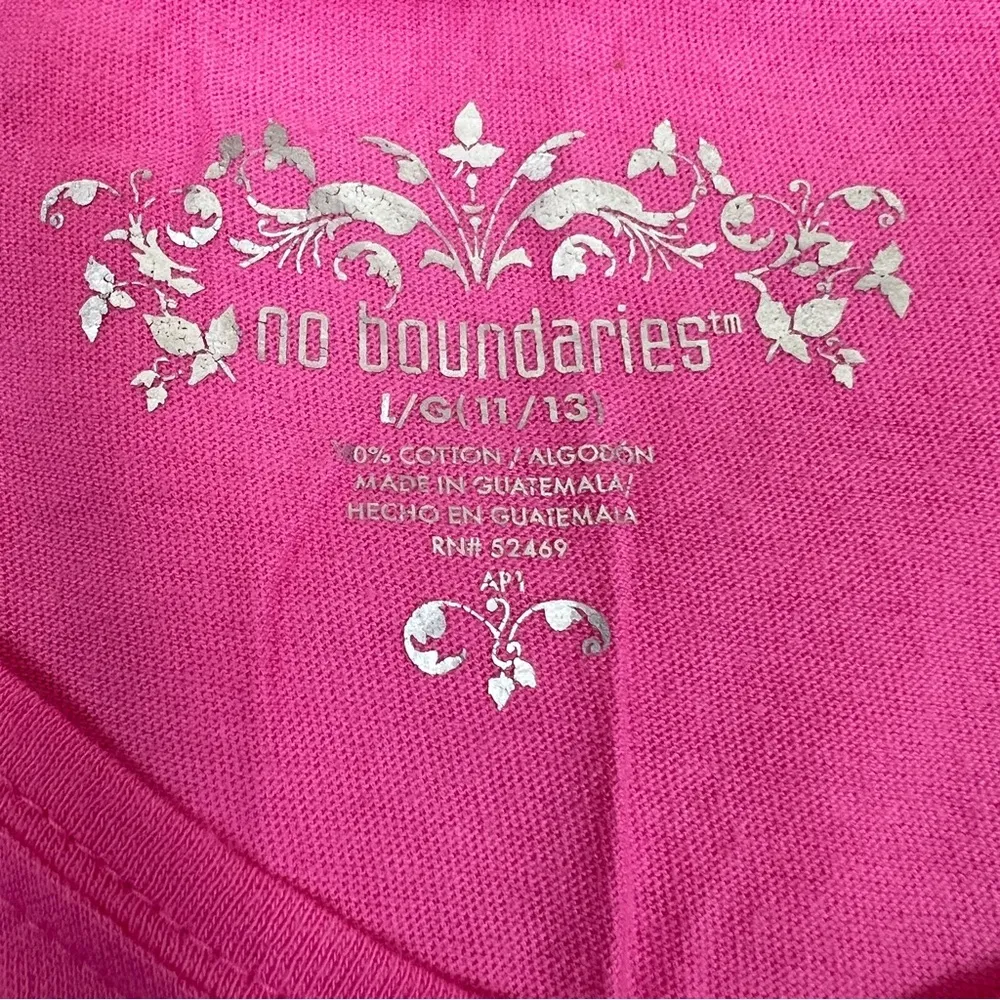 no boundaries™
L/G(11/13)
COTTON / ALGODÓN
MADE IN GUATEMALA/
HECHO EN GUATEMALA
RN# 52469
AP1